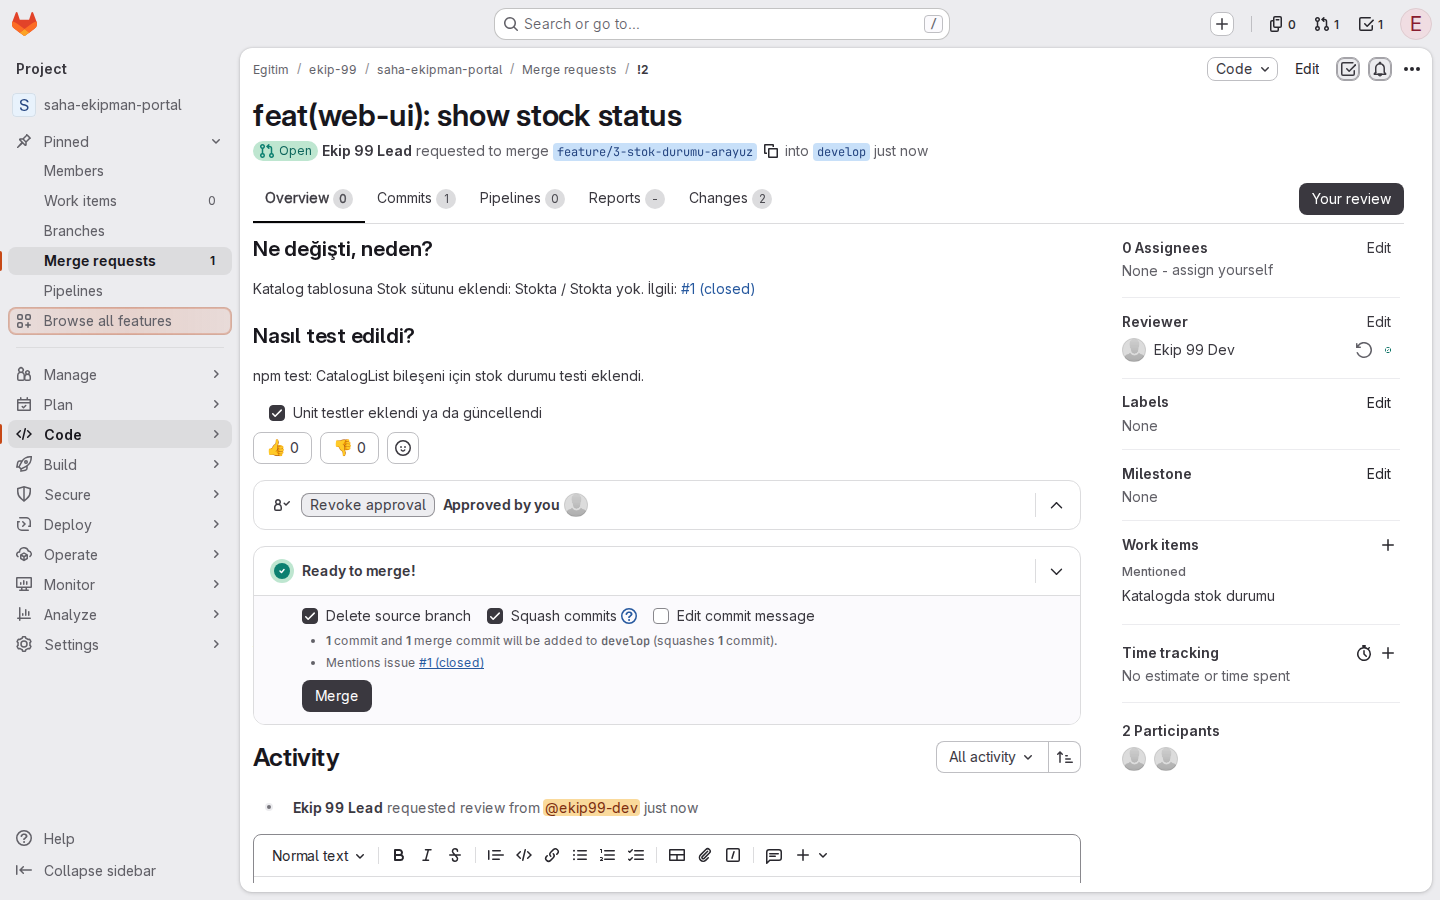 Search or go to...
/
0
1
1
E
Project
S
saha-ekipman-portal
Pinned
Members
Work items
0
Branches
Merge requests
1
Pipelines
Browse all features
Manage
Plan
Code
Build
Secure
Deploy
Operate
Monitor
Analyze
Settings
Help
Collapse sidebar
Egitim / ekip-99 / saha-ekipman-portal / Merge requests / !2
Code
Edit
feat(web-ui): show stock status
Open Ekip 99 Lead requested to merge feature/3-stok-durumu-arayuz into develop just now
Overview 0
Commits 1
Pipelines 0
Reports -
Changes 2
Your review
Ne değişti, neden?
Katalog tablosuna Stok sütunu eklendi: Stokta / Stokta yok. İlgili: #1 (closed)
Nasıl test edildi?
npm test: CatalogList bileşeni için stok durumu testi eklendi.
Unit testler eklendi ya da güncellendi
👍 0
👎 0
Revoke approval
Approved by you
Ready to merge!
Delete source branch
Squash commits
Edit commit message
1 commit and 1 merge commit will be added to develop (squashes 1 commit).
Mentions issue #1 (closed)
Merge
Activity
All activity
Ekip 99 Lead requested review from @ekip99-dev just now
Normal text
0 Assignees
Edit
None - assign yourself
Reviewer
Edit
Ekip 99 Dev
Labels
Edit
None
Milestone
Edit
None
Work items
Mentioned
Katalogda stok durumu
Time tracking
No estimate or time spent
2 Participants